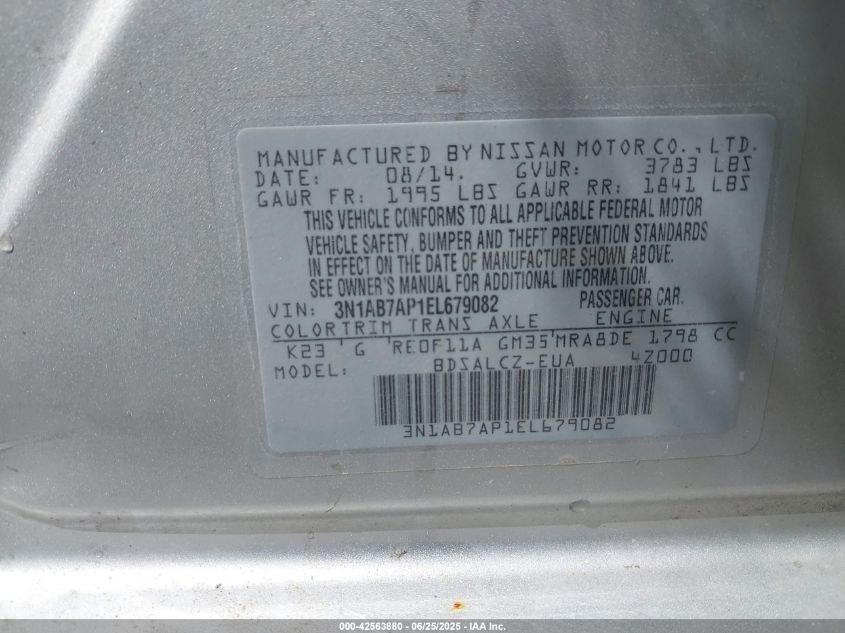 MANUFACTURED BY NISSAN MOTOR CO., LTD.
DATE: 08/14. GVWR: 3783 LBS
GAWR FR: 1995 LBS GAWR RR: 1841 LBS
THIS VEHICLE CONFORMS TO ALL APPLICABLE FEDERAL MOTOR
VEHICLE SAFETY, BUMPER AND THEFT PREVENTION STANDARDS
IN EFFECT ON THE DATE OF MANUFACTURE SHOWN ABOVE.
SEE OWNER'S MANUAL FOR ADDITIONAL INFORMATION.
VIN: 3N1AB7AP1EL679082 PASSENGER CAR.
COLORTRIM TRANS AXLE ENGINE
K23 'G 'RE0F11A GM35'MRA8DE 1798 CC
MODEL: BDSALCZ-EUA 4Z000
3N1AB7AP1EL679082
000-42563880 - 06/25/2025 - IAA Inc.